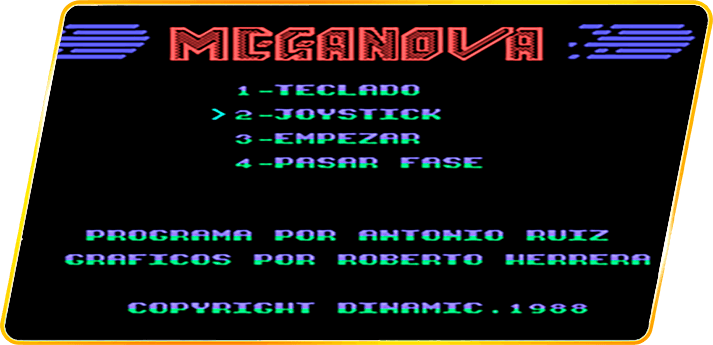 MEGANOVA
1-TECLADO
>2-JOYSTICK
3-EMPEZAR
4-PASAR FASE
PROGRAMA POR ANTONIO RUIZ
GRAFICOS POR ROBERTO HERRERA
COPYRIGHT DINAMIC.1988